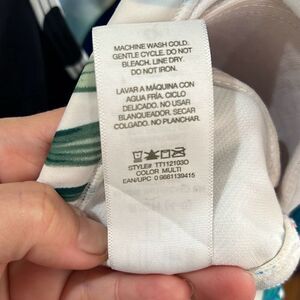 MACHINE WASH COLD.
GENTLE CYCLE. DO NOT
BLEACH. LINE DRY.
DO NOT IRON.
LAVAR A MÁQUINA CON
AGUA FRÍA. CICLO
DELICADO. NO USAR
BLANQUEADOR. SECAR
COLGADO. NO PLANCHAR.
STYLE# TT112103O
COLOR MULTI
EAN/UPC 0 9661139415